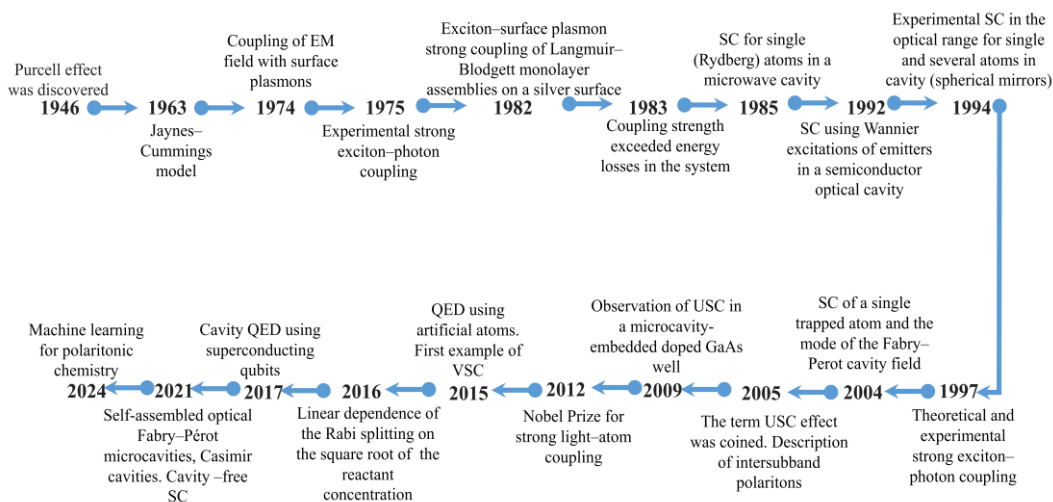 Purcell effect
was discovered
1946
1963
Jaynes–
Cummings
model
Coupling of EM
field with surface
plasmons
1974
1975
Experimental strong
exciton–photon
coupling
Exciton–surface plasmon
strong coupling of Langmuir–
Blodgett monolayer
assemblies on a silver surface
1982
1983
Coupling strength
exceeded energy
losses in the system
SC for single
(Rydberg) atoms in a
microwave cavity
1985
1992
SC using Wannier
excitations of emitters
in a semiconductor
optical cavity
Experimental SC in the
optical range for single
and several atoms in
cavity (spherical mirrors)
1994
1997
Theoretical and
experimental
strong exciton–
photon coupling
SC of a single
trapped atom and the
mode of the Fabry–
Perot cavity field
2004
2005
The term USC effect
was coined. Description
of intersubband
polaritons
Observation of USC in
a microcavity-
embedded doped GaAs
well
2009
2012
Nobel Prize for
strong light–atom
coupling
QED using
artificial atoms.
First example of
VSC
2015
2016
Linear dependence of
the Rabi splitting on
the square root of the
reactant
concentration
Cavity QED using
superconducting
qubits
2017
2021
Self-assembled optical
Fabry–Pérot
microcavities, Casimir
cavities. Cavity –free
SC
Machine learning
for polaritonic
chemistry
2024